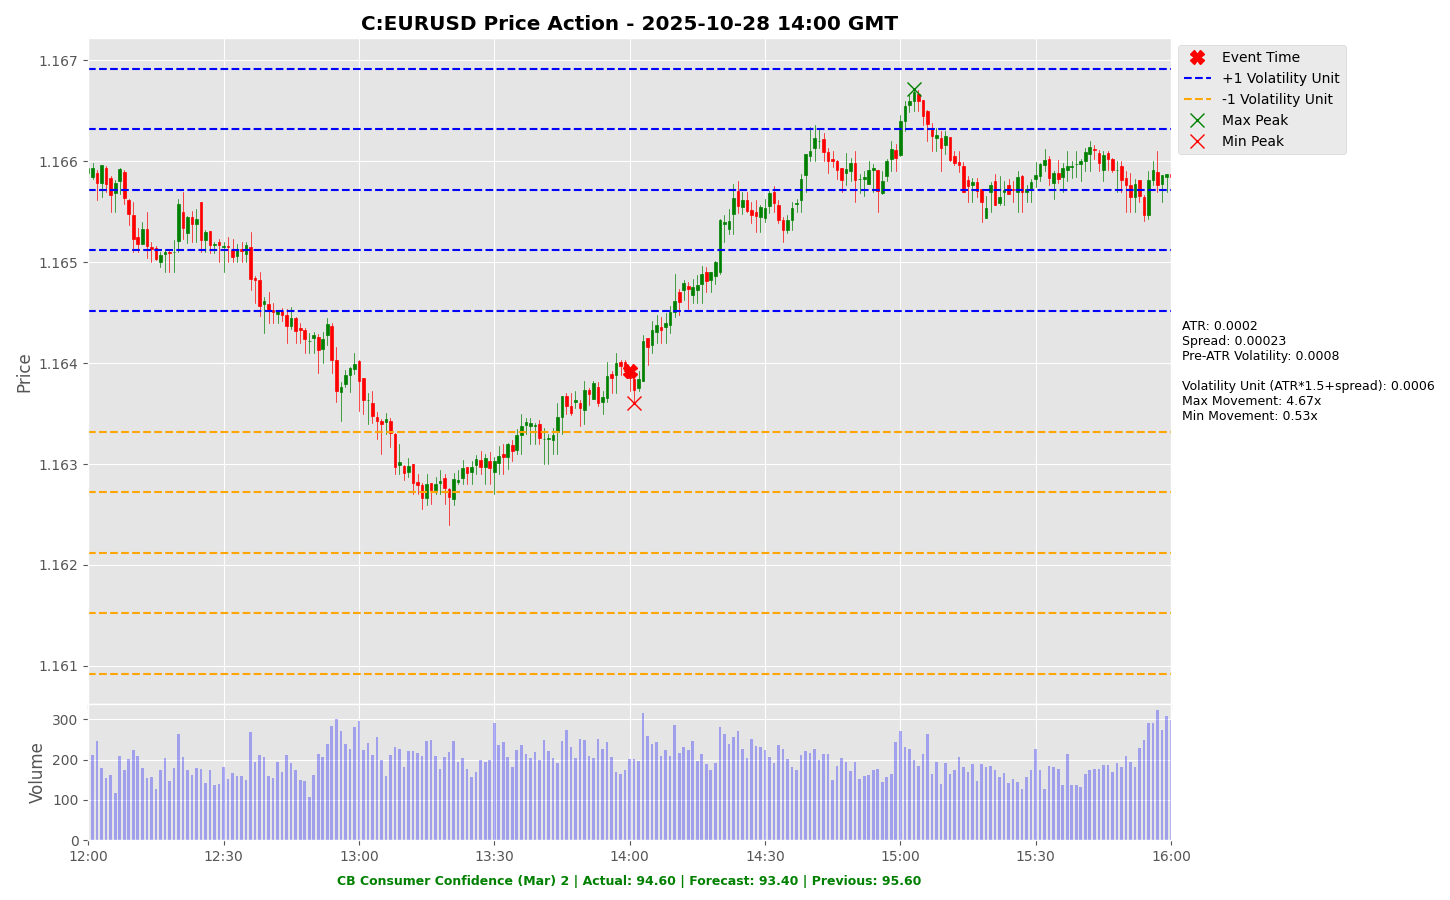 C:EURUSD Price Action - 2025-10-28 14:00 GMT
Event Time
+1 Volatility Unit
-1 Volatility Unit
Max Peak
Min Peak
Price
1.167
1.166
1.165
1.164
1.163
1.162
1.161
ATR: 0.0002
Spread: 0.00023
Pre-ATR Volatility: 0.0008
Volatility Unit (ATR*1.5+spread): 0.0006
Max Movement: 4.67x
Min Movement: 0.53x
Volume
300
200
100
0
12:00 12:30 13:00 13:30 14:00 14:30 15:00 15:30 16:00
CB Consumer Confidence (Mar) 2 | Actual: 94.60 | Forecast: 93.40 | Previous: 95.60